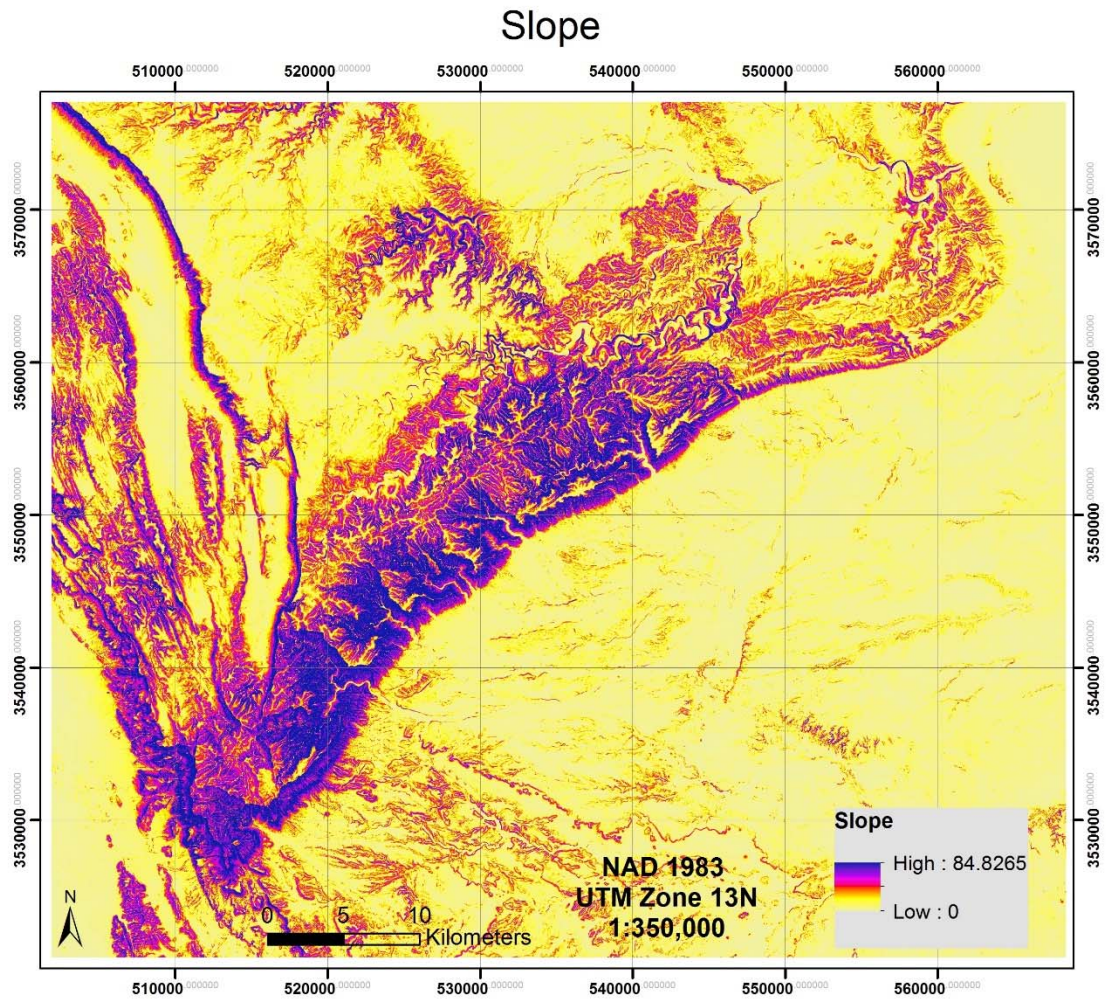 Slope
510000.000000 520000.000000 530000.000000 540000.000000 550000.000000 560000.000000
3570000.000000 3570000.000000
3560000.000000 3560000.000000
3550000.000000 3550000.000000
3540000.000000 3540000.000000
3530000.000000 3530000.000000
Slope
High : 84.8265
Low : 0
NAD 1983
UTM Zone 13N
1:350,000
N
0 5 10
Kilometers
510000.000000 520000.000000 530000.000000 540000.000000 550000.000000 560000.000000